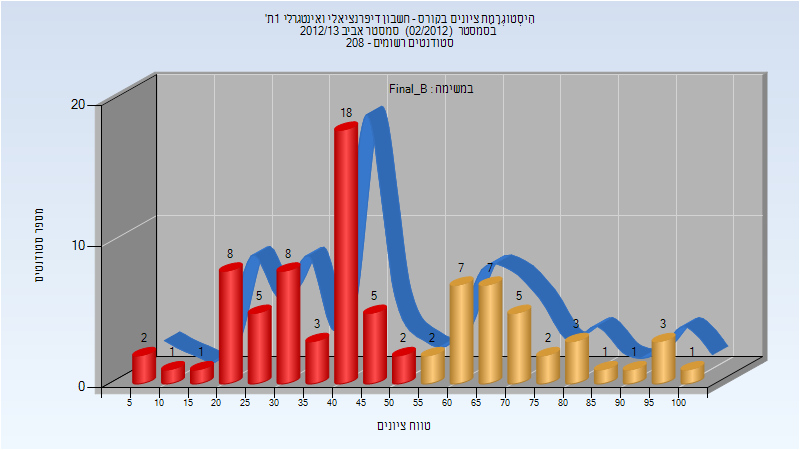 היסטוגרמת ציונים בקורס - חשבון דיפרנציאלי ואינטגרלי 1ת'
בסמסטר (02/2012) סמסטר אביב 2012/13
סטודנטים רשומים - 208
במשימה : Final_B
מספר סטודנטים
20
10
0
2 1 1 8 5 8 3 18 5 2 2 7 7 5 2 3 1 1 3 1
5 10 15 20 25 30 35 40 45 50 55 60 65 70 75 80 85 90 95 100
טווח ציונים